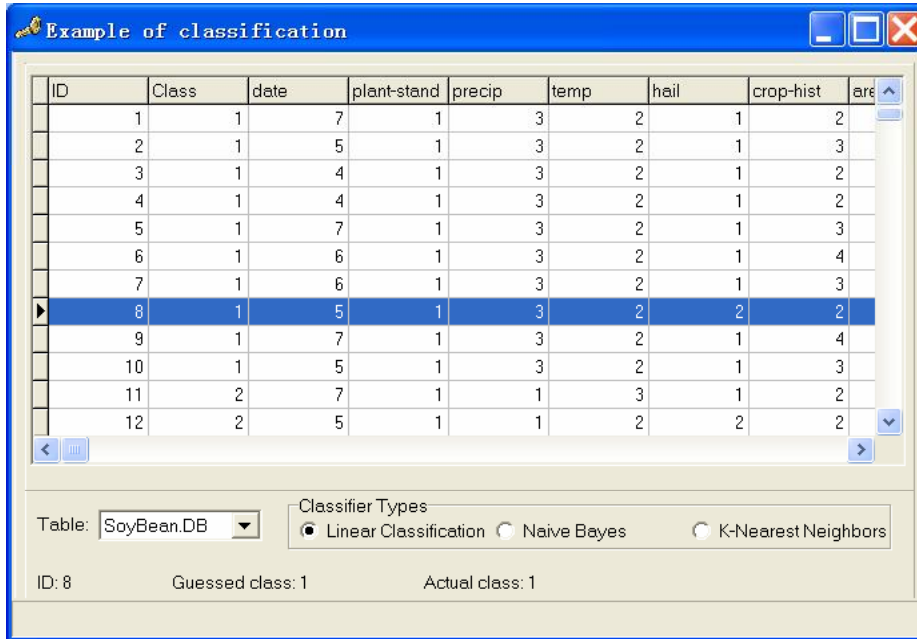 Example of classification
ID Class date plant-stand precip temp hail crop-hist are
1 1 7 1 3 2 1 2
2 1 5 1 3 2 1 3
3 1 4 1 3 2 1 2
4 1 4 1 3 2 1 2
5 1 7 1 3 2 1 3
6 1 6 1 3 2 1 4
7 1 6 1 3 2 1 3
8 1 5 1 3 2 2 2
9 1 7 1 3 2 1 4
10 1 5 1 3 2 1 3
11 2 7 1 1 3 1 2
12 2 5 1 1 2 2 2
Classifier Types
Table: SoyBean.DB Linear Classification Naive Bayes K-Nearest Neighbors
ID: 8 Guessed class: 1 Actual class: 1